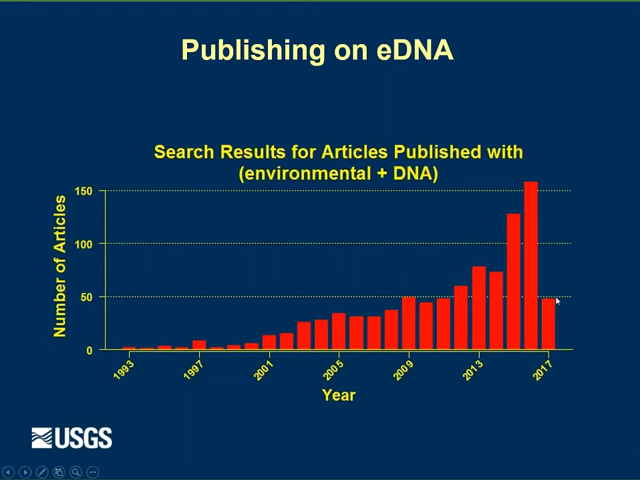 Publishing on eDNA
Search Results for Articles Published with
(environmental + DNA)
Number of Articles
150
100
50
0
1993
1997
2001
2005
2009
2013
2017
Year
USGS